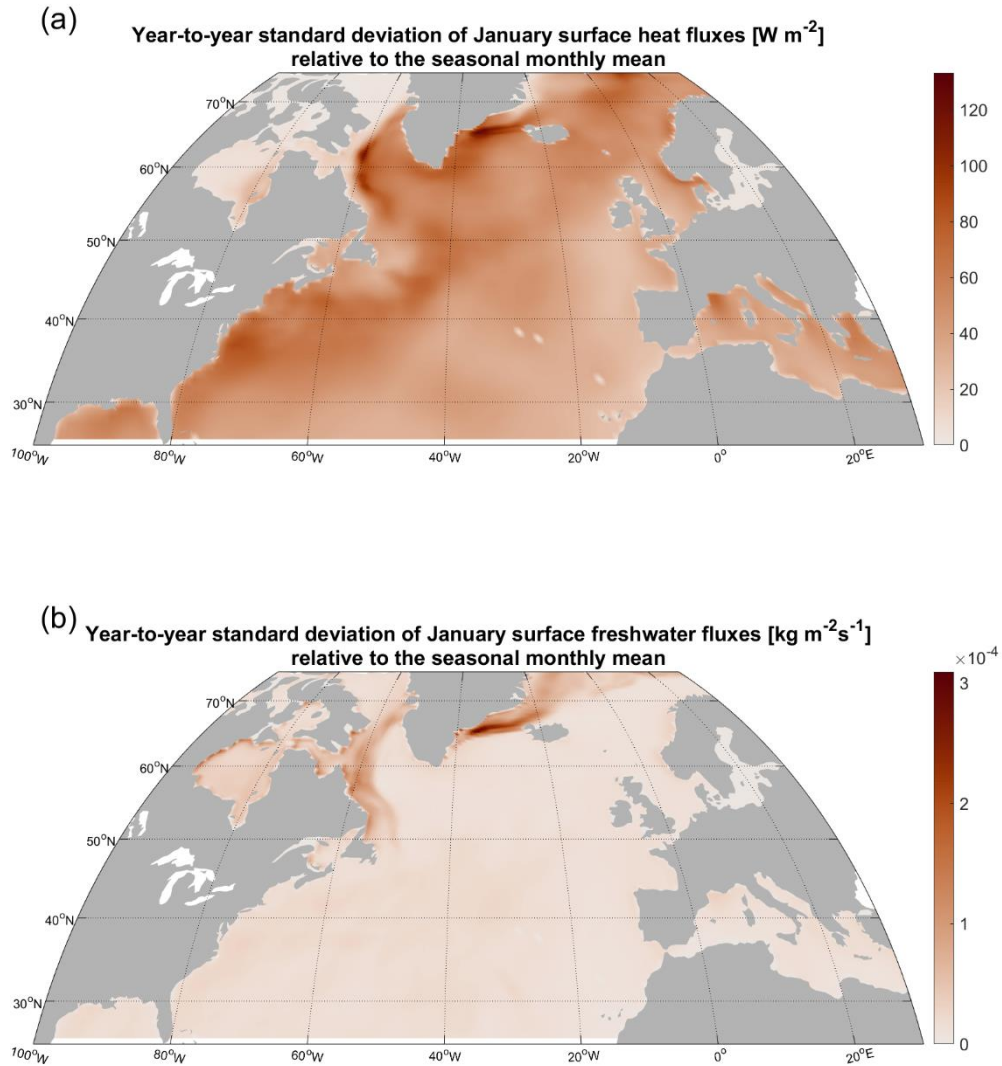 (a)
Year-to-year standard deviation of January surface heat fluxes [W m⁻²]
relative to the seasonal monthly mean
70°N
60°N
50°N
40°N
30°N
100°W
80°W
60°W
40°W
20°W
0°
20°E
120
100
80
60
40
20
0
(b)
Year-to-year standard deviation of January surface freshwater fluxes [kg m⁻²s⁻¹]
relative to the seasonal monthly mean
70°N
60°N
50°N
40°N
30°N
100°W
80°W
60°W
40°W
20°W
0°
20°E
×10⁻⁴
3
2
1
0